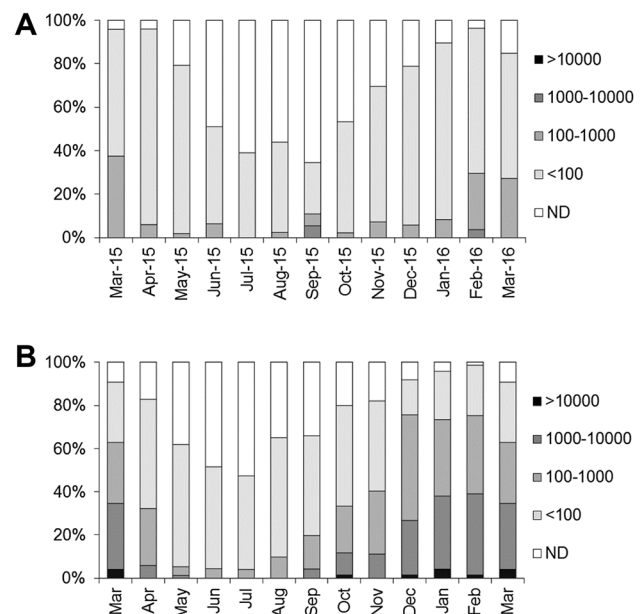 A
100%
80%
60%
40%
20%
0%
Mar-15
Apr-15
May-15
Jun-15
Jul-15
Aug-15
Sep-15
Oct-15
Nov-15
Dec-15
Jan-16
Feb-16
Mar-16
>10000
1000-10000
100-1000
<100
ND
B
100%
80%
60%
40%
20%
0%
Mar
Apr
May
Jun
Jul
Aug
Sep
Oct
Nov
Dec
Jan
Feb
Mar
>10000
1000-10000
100-1000
<100
ND